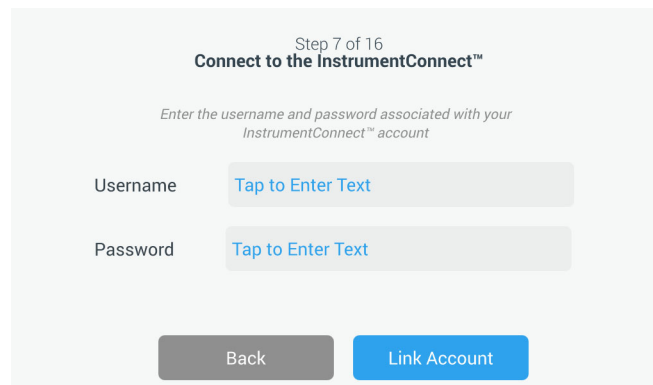 Step 7 of 16
Connect to the InstrumentConnect™
Enter the username and password associated with your
InstrumentConnect™ account
Username
Tap to Enter Text
Password
Tap to Enter Text
Back
Link Account